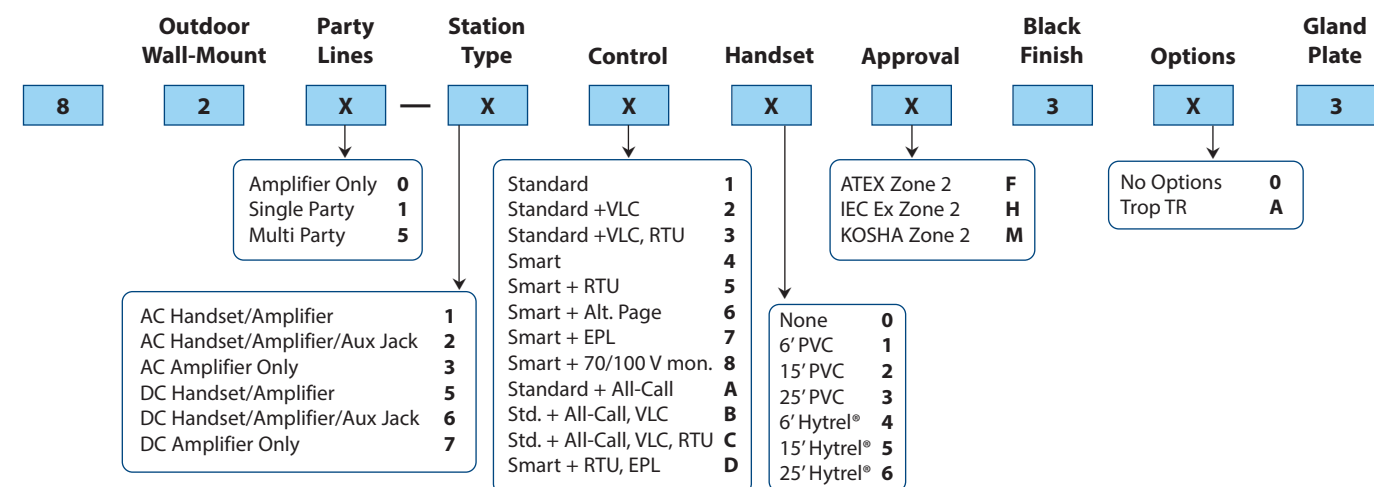 Outdoor Wall-Mount
Party Lines
Station Type
Control
Handset
Approval
Black Finish
Options
Gland Plate
8 2 X — X X X X 3 X 3
Amplifier Only 0
Single Party 1
Multi Party 5
AC Handset/Amplifier 1
AC Handset/Amplifier/Aux Jack 2
AC Amplifier Only 3
DC Handset/Amplifier 5
DC Handset/Amplifier/Aux Jack 6
DC Amplifier Only 7
Standard 1
Standard +VLC 2
Standard +VLC, RTU 3
Smart 4
Smart + RTU 5
Smart + Alt. Page 6
Smart + EPL 7
Smart + 70/100 V mon. 8
Standard + All-Call A
Std. + All-Call, VLC B
Std. + All-Call, VLC, RTU C
Smart + RTU, EPL D
None 0
6′ PVC 1
15′ PVC 2
25′ PVC 3
6′ Hytrel® 4
15′ Hytrel® 5
25′ Hytrel® 6
ATEX Zone 2 F
IEC Ex Zone 2 H
KOSHA Zone 2 M
No Options 0
Trop TR A